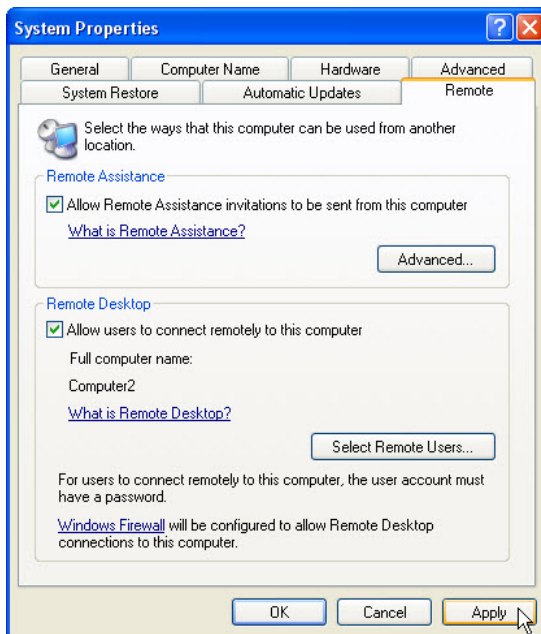 System Properties
General
Computer Name
Hardware
Advanced
System Restore
Automatic Updates
Remote
Select the ways that this computer can be used from another
location.
Remote Assistance
Allow Remote Assistance invitations to be sent from this computer
What is Remote Assistance?
Advanced...
Remote Desktop
Allow users to connect remotely to this computer
Full computer name:
Computer2
What is Remote Desktop?
Select Remote Users...
For users to connect remotely to this computer, the user account must
have a password.
Windows Firewall will be configured to allow Remote Desktop
connections to this computer.
OK
Cancel
Apply